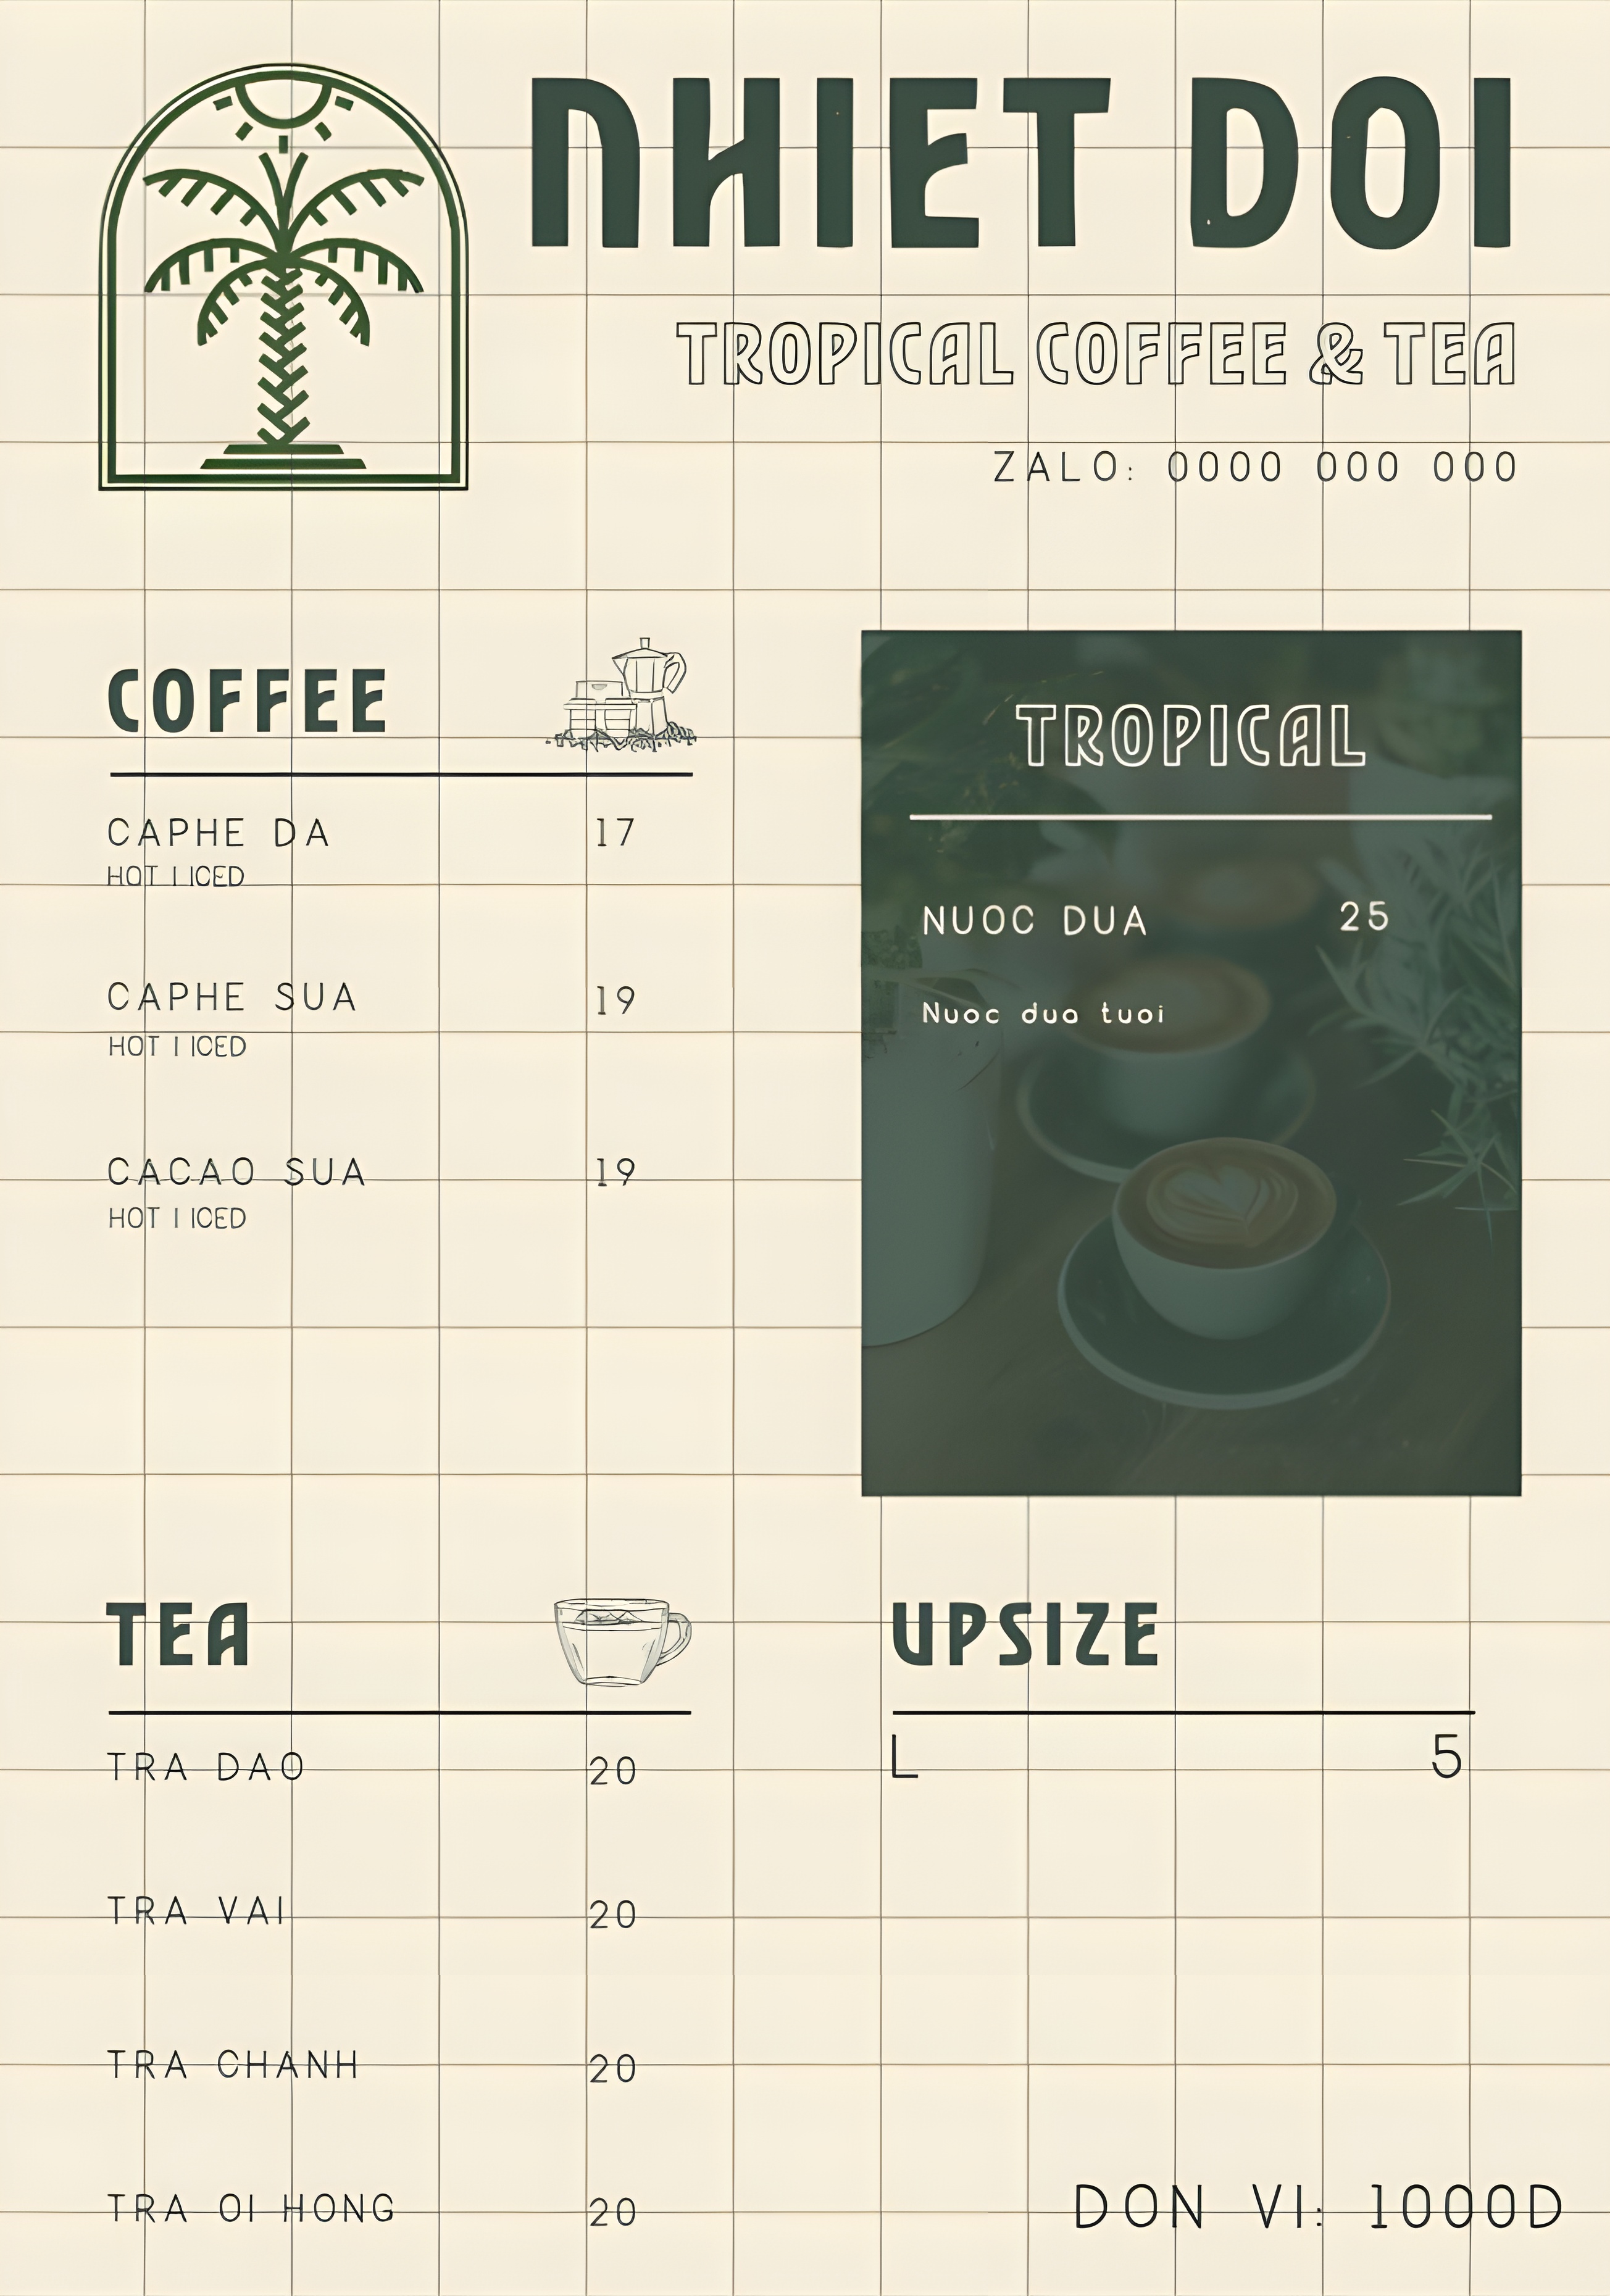 NHIET DOI
TROPICAL COFFEE & TEA
ZALO: 0000 000 000
COFFEE
CAPHE DA 17
HOT | ICED
CAPHE SUA 19
HOT | ICED
CACAO SUA 19
HOT | ICED
TROPICAL
NUOC DUA 25
Nuoc dua tuoi
TEA
TRA DAO 20
TRA VAI 20
TRA CHANH 20
TRA OI HONG 20
UPSIZE
L 5
DON VI: 1000D